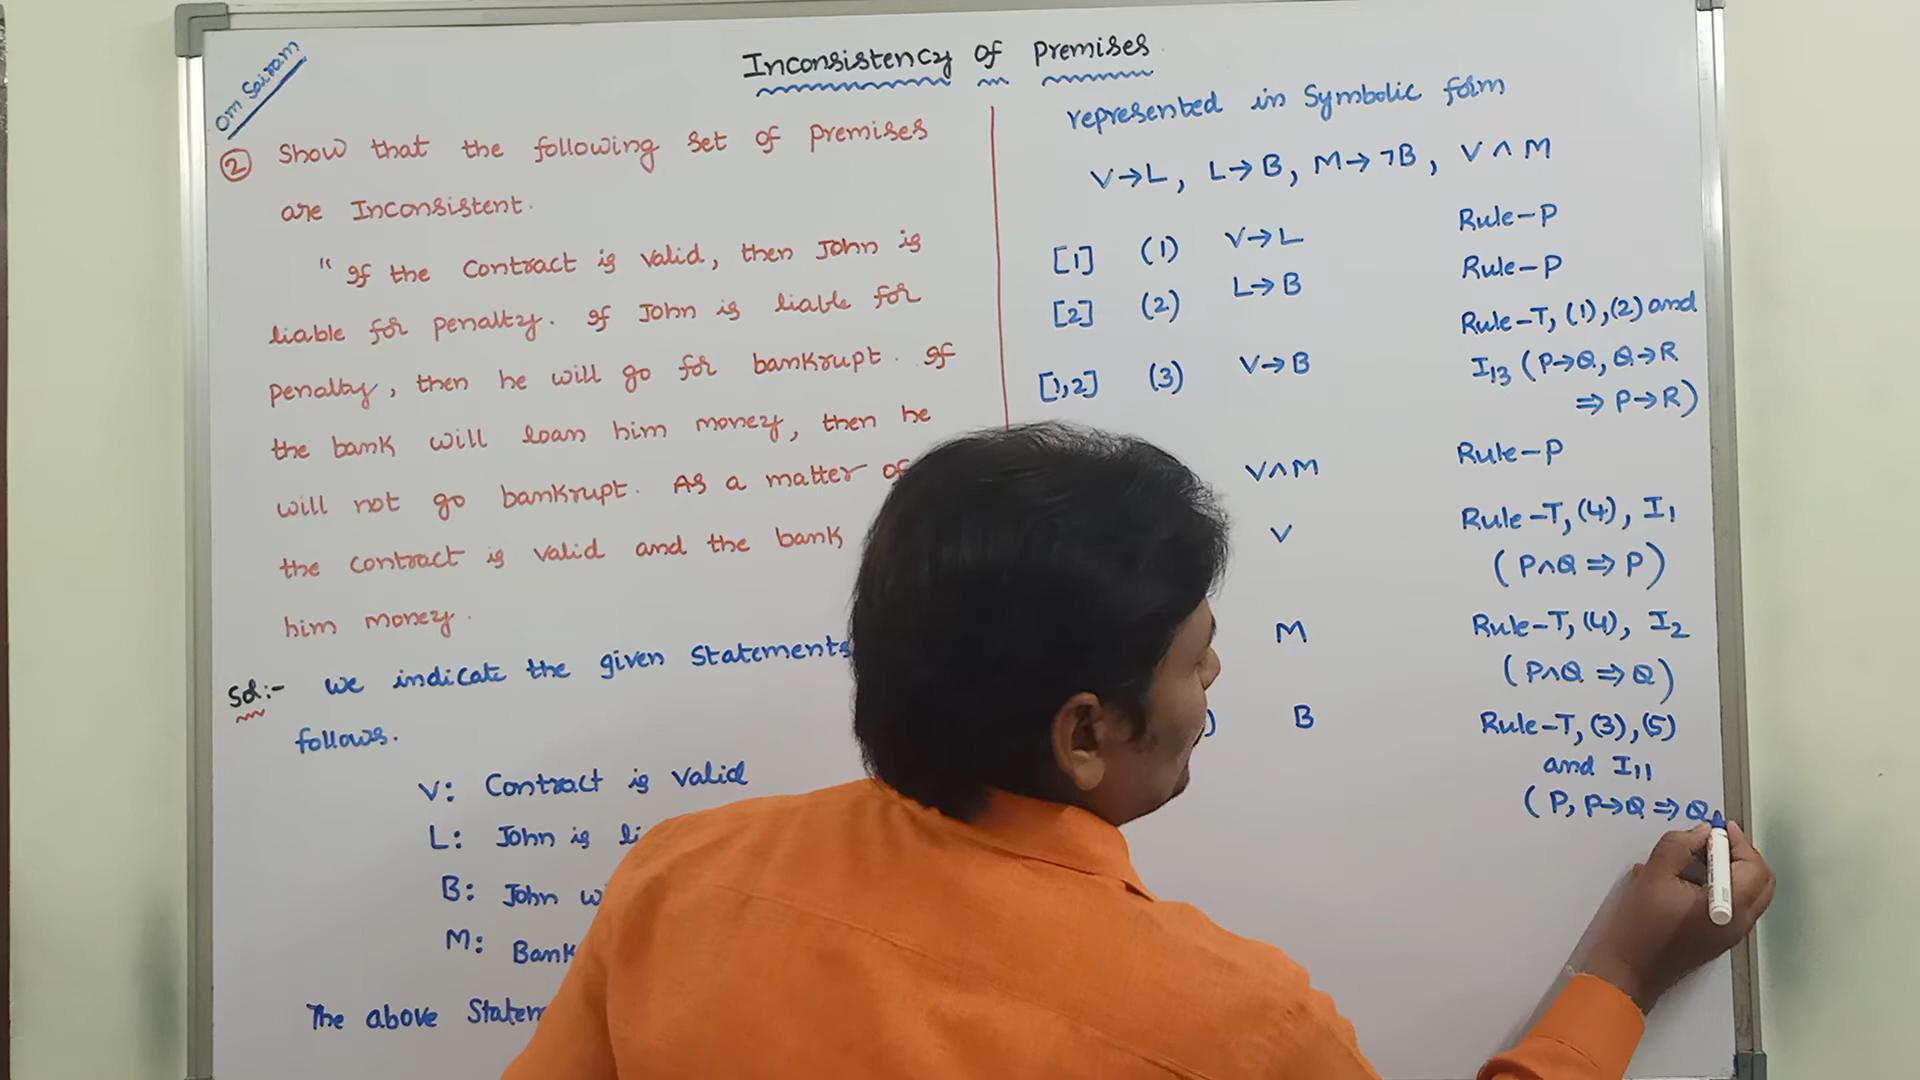 Om Sairam
Inconsistency of Premises
② Show that the following set of premises
are Inconsistent.
" If the Contract is valid, then John is
liable for penalty. If John is liable for
penalty, then he will go for bankrupt. If
the bank will loan him money, then he
will not go bankrupt. As a matter of
the contract is valid and the bank
him money.
Sol:- We indicate the given statements
follows.
V: Contract is valid
L: John is li
B: John w
M: Bank
The above Statem
represented in Symbolic form
V→L, L→B, M→¬B, V∧M
[1] (1) V→L Rule-P
[2] (2) L→B Rule-P
[1,2] (3) V→B Rule-T, (1),(2) and
I₁₃ (P→Q, Q→R
⇒ P→R)
V∧M Rule-P
V Rule-T, (4), I₁
(P∧Q ⇒ P)
M Rule-T, (4), I₂
(P∧Q ⇒ Q)
) B Rule-T, (3), (5)
and I₁₁
(P, P→Q ⇒ Q